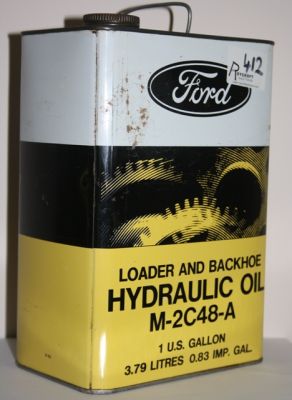 412
Ford
LOADER AND BACKHOE
HYDRAULIC OIL
M-2C48-A
1 U.S. GALLON
3.79 LITRES 0.83 IMP. GAL.